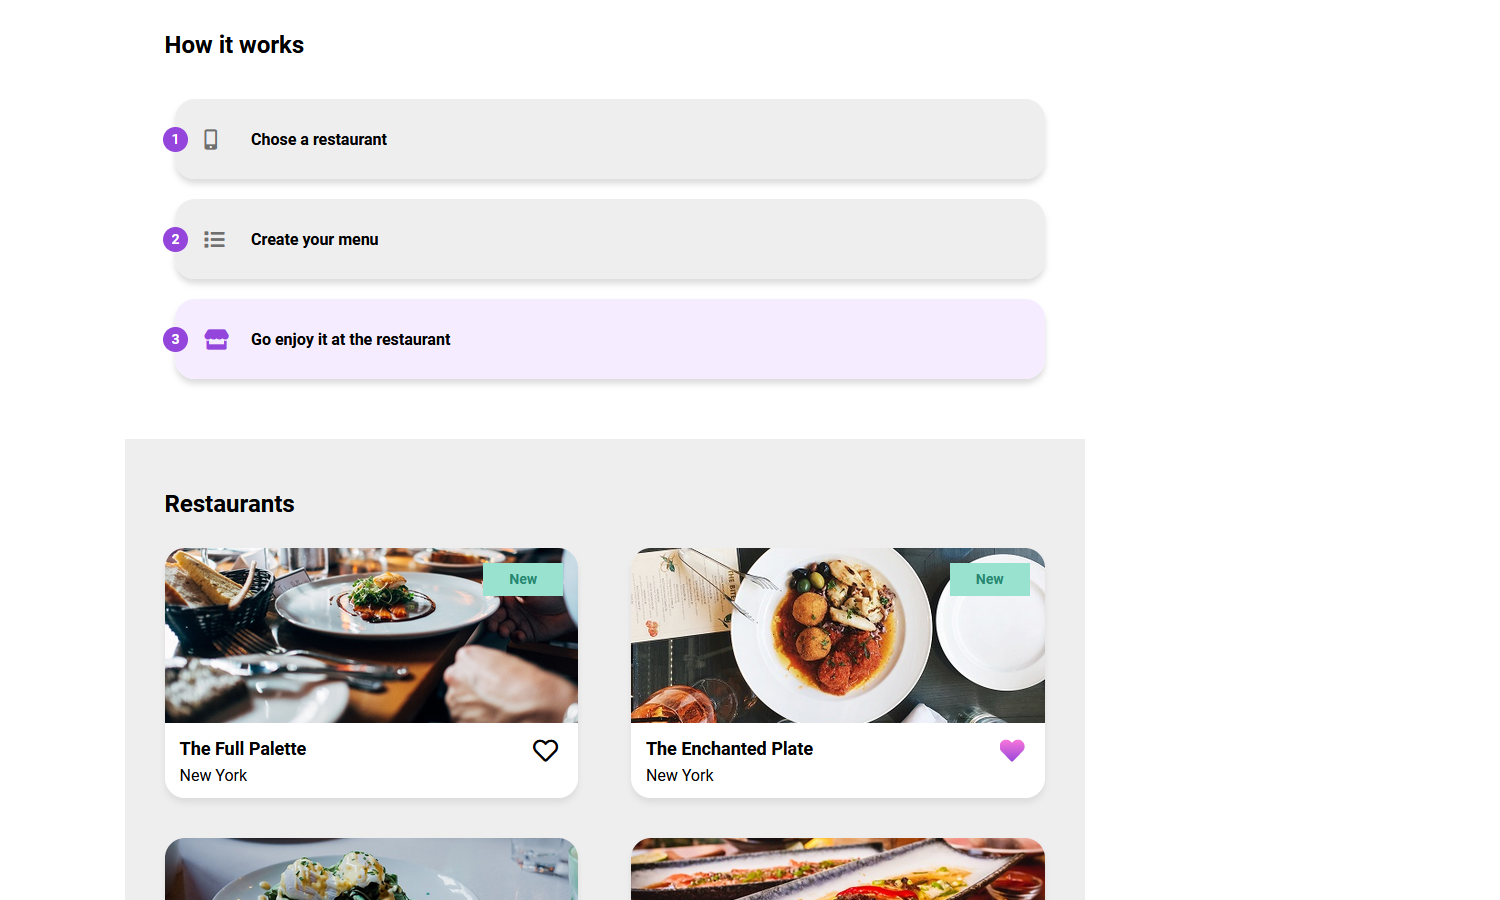 How it works
1 Chose a restaurant
2 Create your menu
3 Go enjoy it at the restaurant
Restaurants
New
New
The Full Palette
New York
The Enchanted Plate
New York